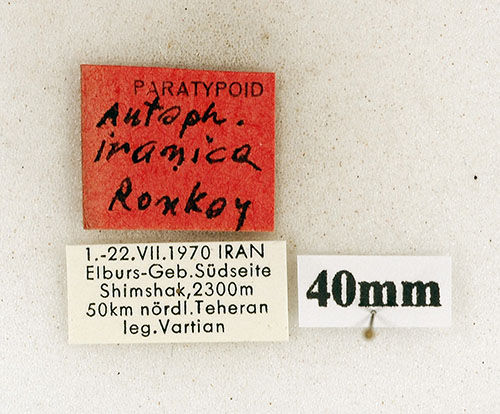 PARATYPOID
Autoph.
iranica
Ronkay
1.-22.VII.1970 IRAN
Elburs-Geb.Südseite
Shimshak,2300m
50km nördl.Teheran
leg.Vartian
40mm